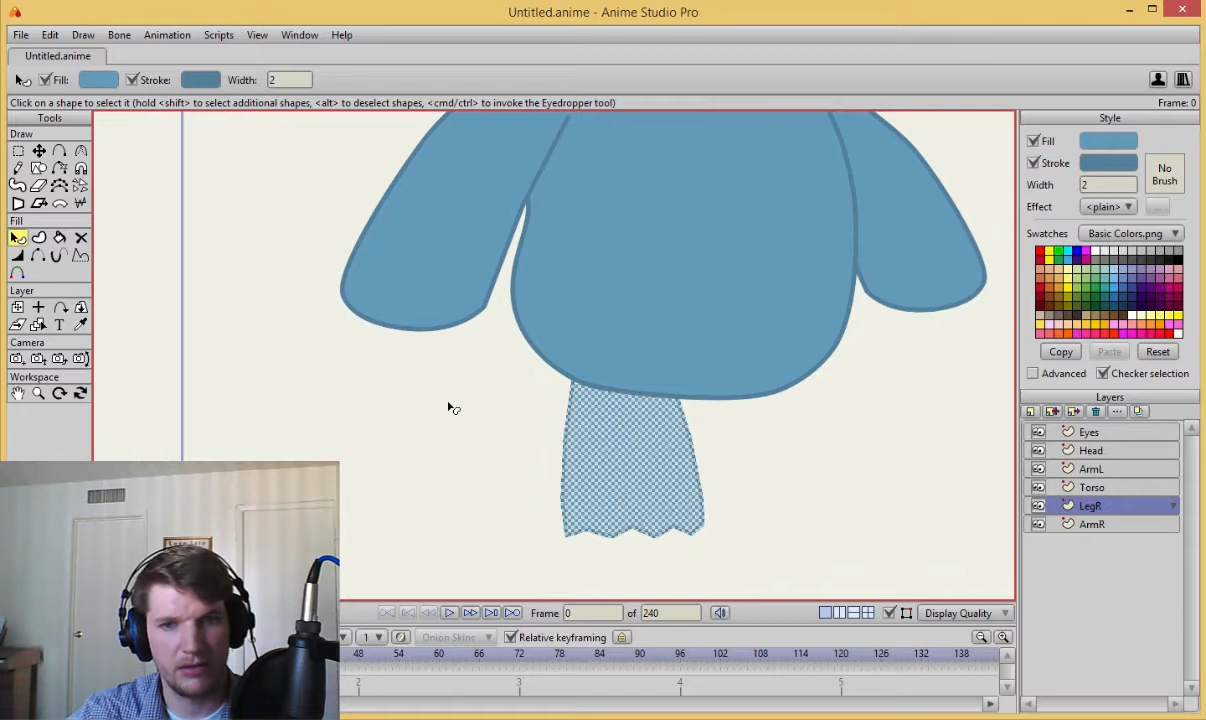 Untitled.anime - Anime Studio Pro
File Edit Draw Bone Animation Scripts View Window Help
Untitled.anime
Fill: Stroke: Width: 2
Click on a shape to select it (hold <shift> to select additional shapes, <alt> to deselect shapes, <cmd/ctrl> to invoke the Eyedropper tool) Frame: 0
Tools
Draw
Fill
Layer
Camera
Workspace
Style
Fill
Stroke
Width 2
No Brush
Effect <plain> ...
Swatches Basic Colors.png
Copy Paste Reset
Advanced Checker selection
Layers
Eyes
Head
ArmL
Torso
LegR
ArmR
Frame 0 of 240 Display Quality
1 Onion Skins Relative keyframing
48 54 60 66 72 78 84 90 96 102 108 114 120 126 132 138
2 3 4 5